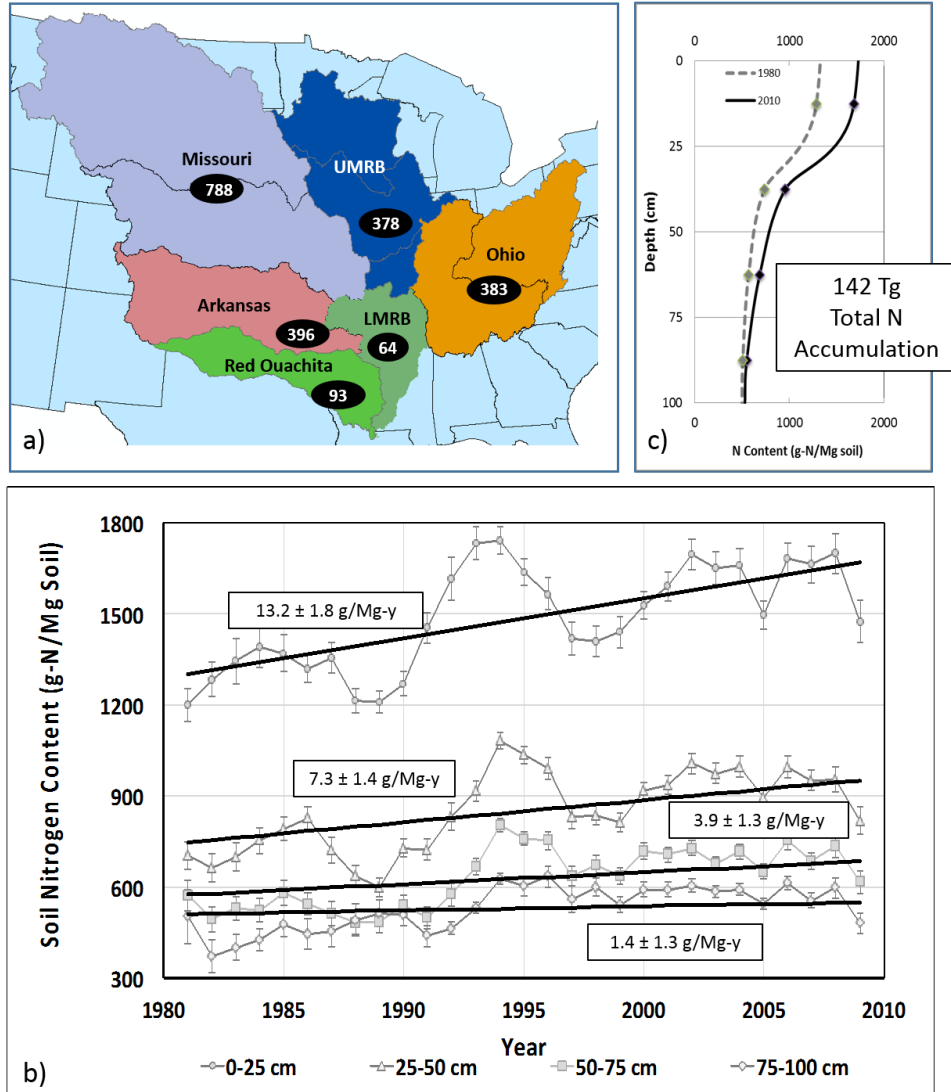 Missouri
788
UMRB
378
Ohio
383
Arkansas
396
LMRB
64
Red Ouachita
93
a)
0
1000
2000
0
25
50
75
100
Depth (cm)
1980
2010
142 Tg
Total N
Accumulation
0
1000
2000
N Content (g-N/Mg soil)
c)
Soil Nitrogen Content (g-N/Mg Soil)
1800
1500
1200
900
600
300
13.2 ± 1.8 g/Mg-y
7.3 ± 1.4 g/Mg-y
3.9 ± 1.3 g/Mg-y
1.4 ± 1.3 g/Mg-y
1980
1985
1990
1995
2000
2005
2010
Year
b)
0-25 cm
25-50 cm
50-75 cm
75-100 cm